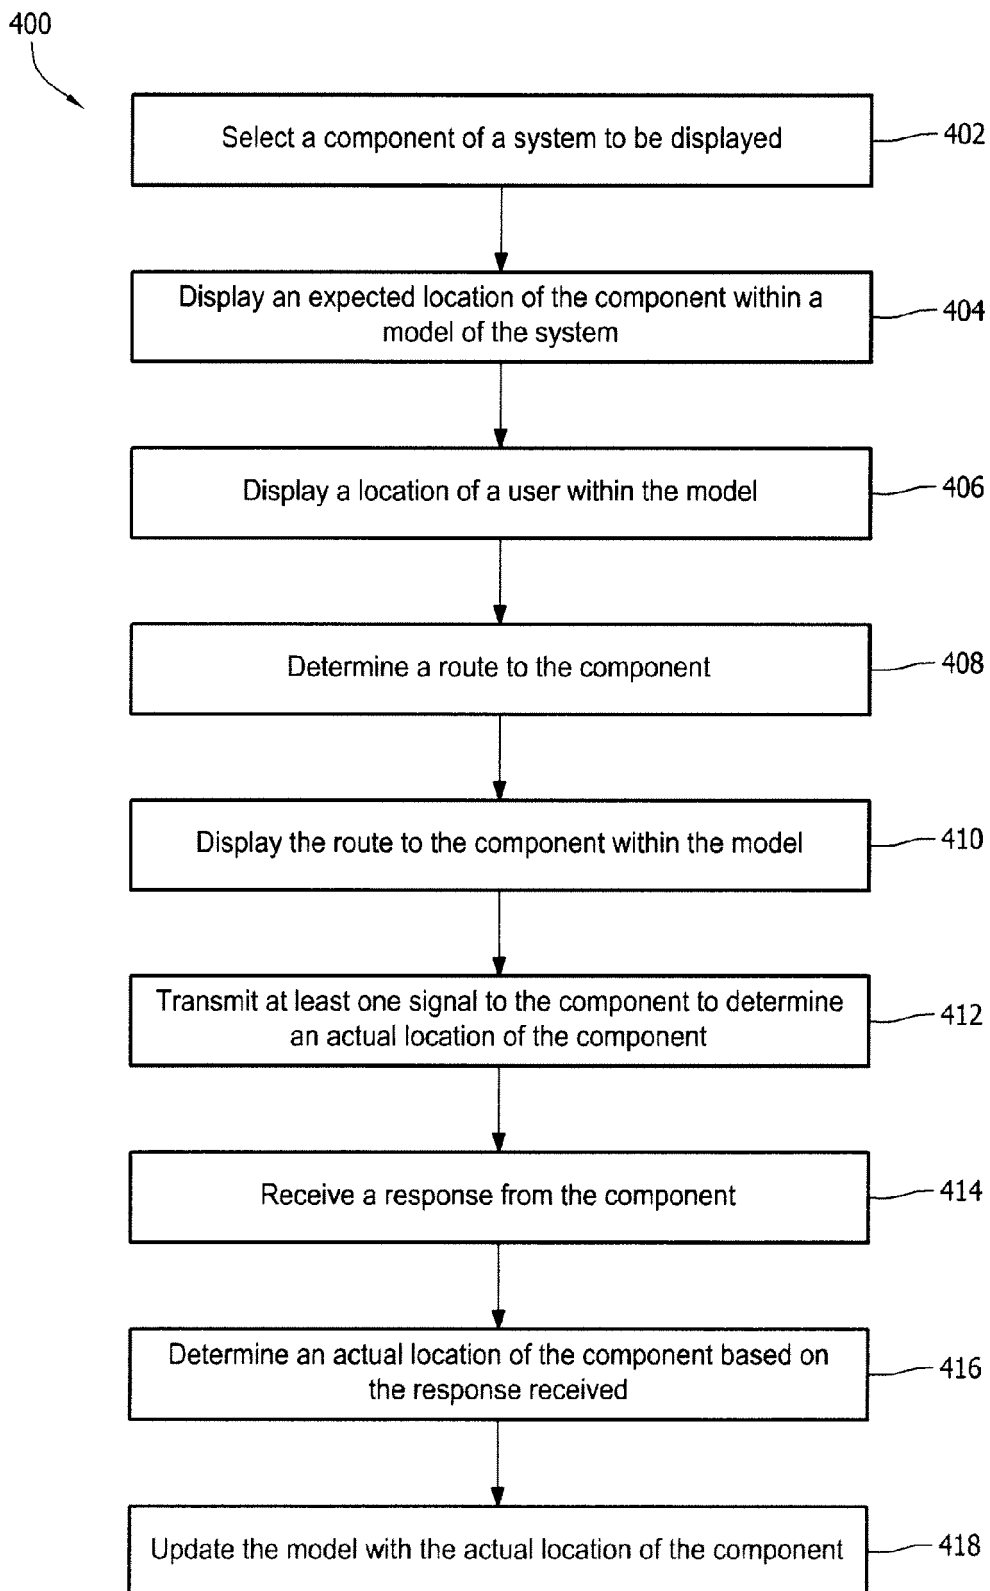 400
Select a component of a system to be displayed
402
Display an expected location of the component within a
model of the system
404
Display a location of a user within the model
406
Determine a route to the component
408
Display the route to the component within the model
410
Transmit at least one signal to the component to determine
an actual location of the component
412
Receive a response from the component
414
Determine an actual location of the component based on
the response received
416
Update the model with the actual location of the component
418